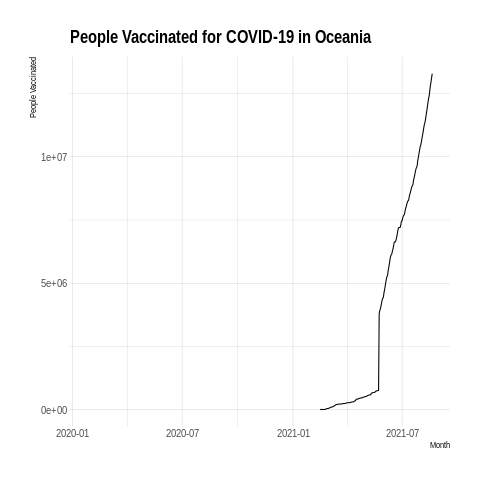 People Vaccinated for COVID-19 in Oceania
People Vaccinated
1e+07
5e+06
0e+00
2020-01
2020-07
2021-01
2021-07
Month